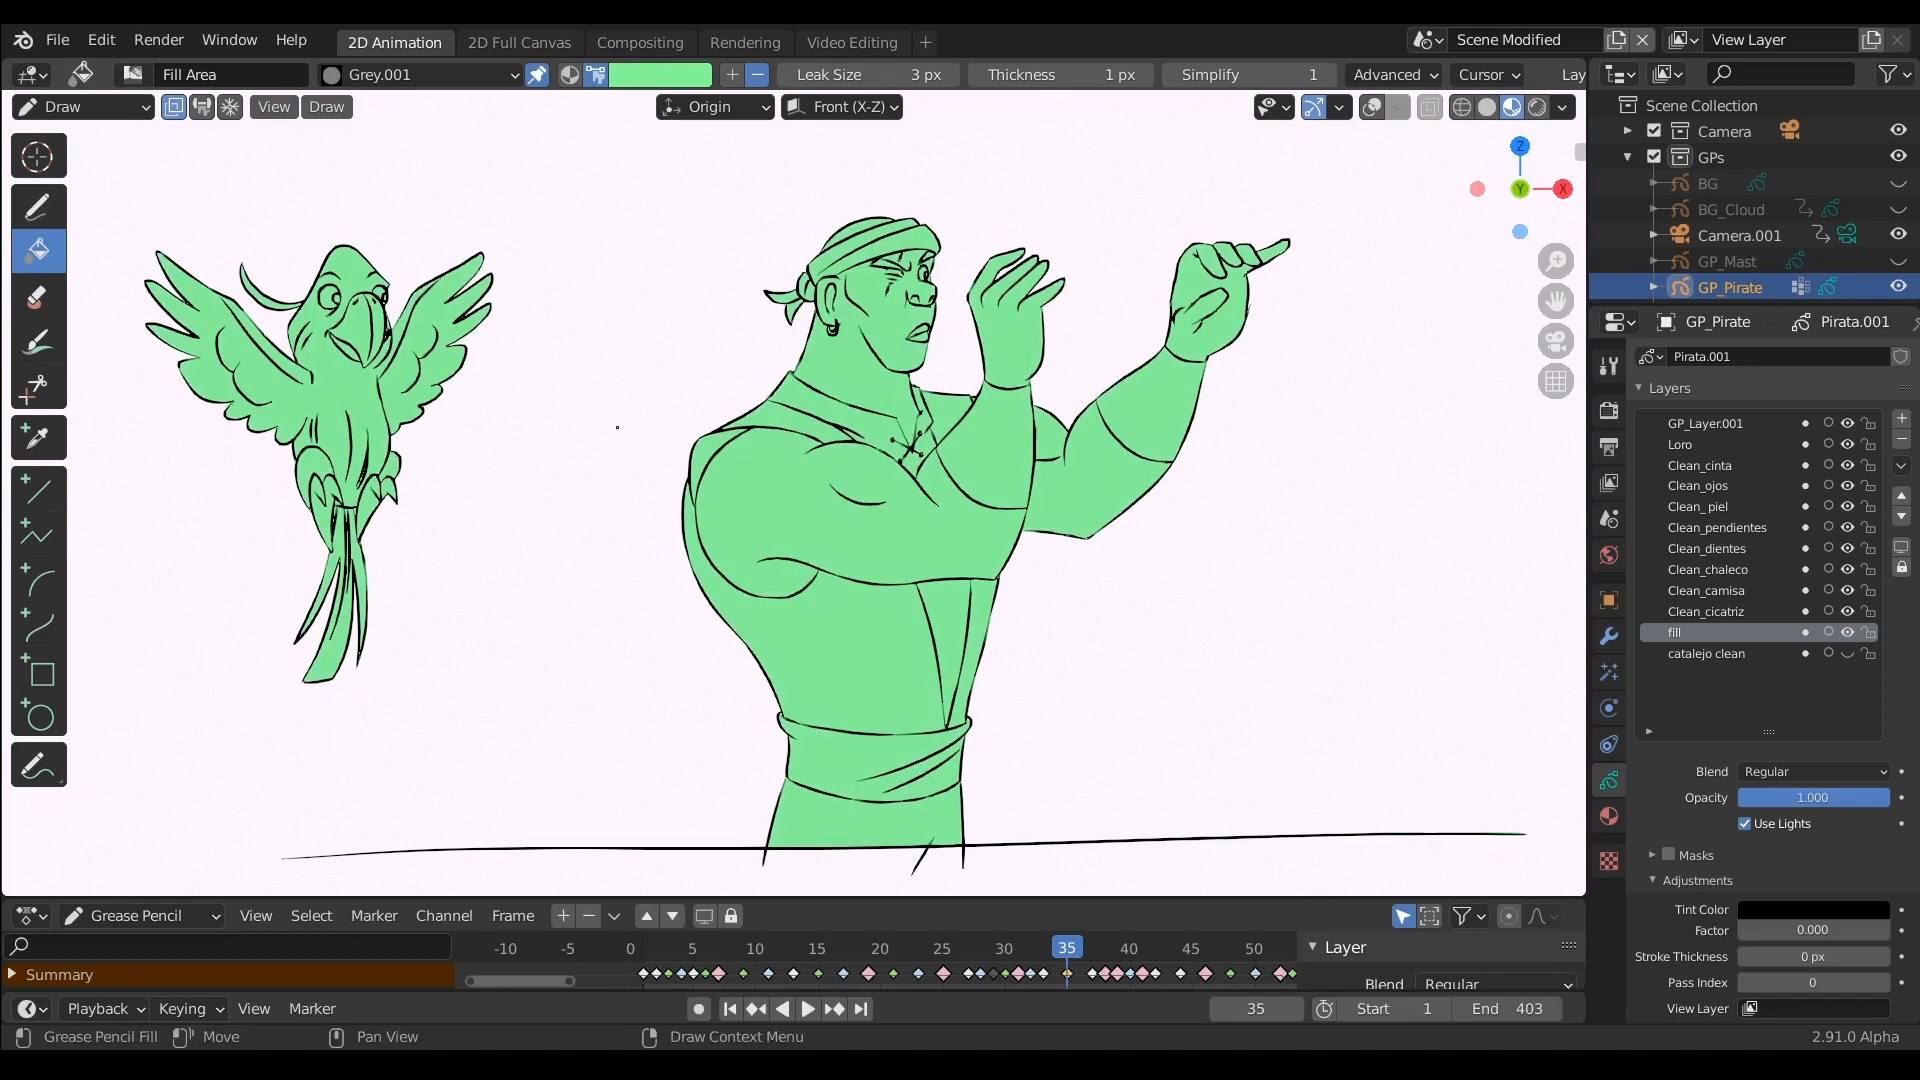 File Edit Render Window Help 2D Animation 2D Full Canvas Compositing Rendering Video Editing + Scene Modified View Layer
Fill Area Grey.001 Leak Size 3 px Thickness 1 px Simplify 1 Advanced Cursor Lay
Draw View Draw Origin Front (X-Z)
Z
Y X
Scene Collection
Camera
GPs
BG
BG_Cloud
Camera.001
GP_Mast
GP_Pirate
GP_Pirate Pirata.001
Pirata.001
Layers
GP_Layer.001
Loro
Clean_cinta
Clean_ojos
Clean_ piel
Clean_pendientes
Clean_dientes
Clean_chaleco
Clean_camisa
Clean_cicatriz
fill
catalejo clean
Blend Regular
Opacity 1.000
Use Lights
Masks
Adjustments
Tint Color
Factor 0.000
Stroke Thickness 0 px
Pass Index 0
View Layer
Grease Pencil View Select Marker Channel Frame
-10 -5 0 5 10 15 20 25 30 35 40 45 50
Layer
Summary
Blend Regular
Playback Keying View Marker 35 Start 1 End 403
Grease Pencil Fill Move Pan View Draw Context Menu 2.91.0 Alpha